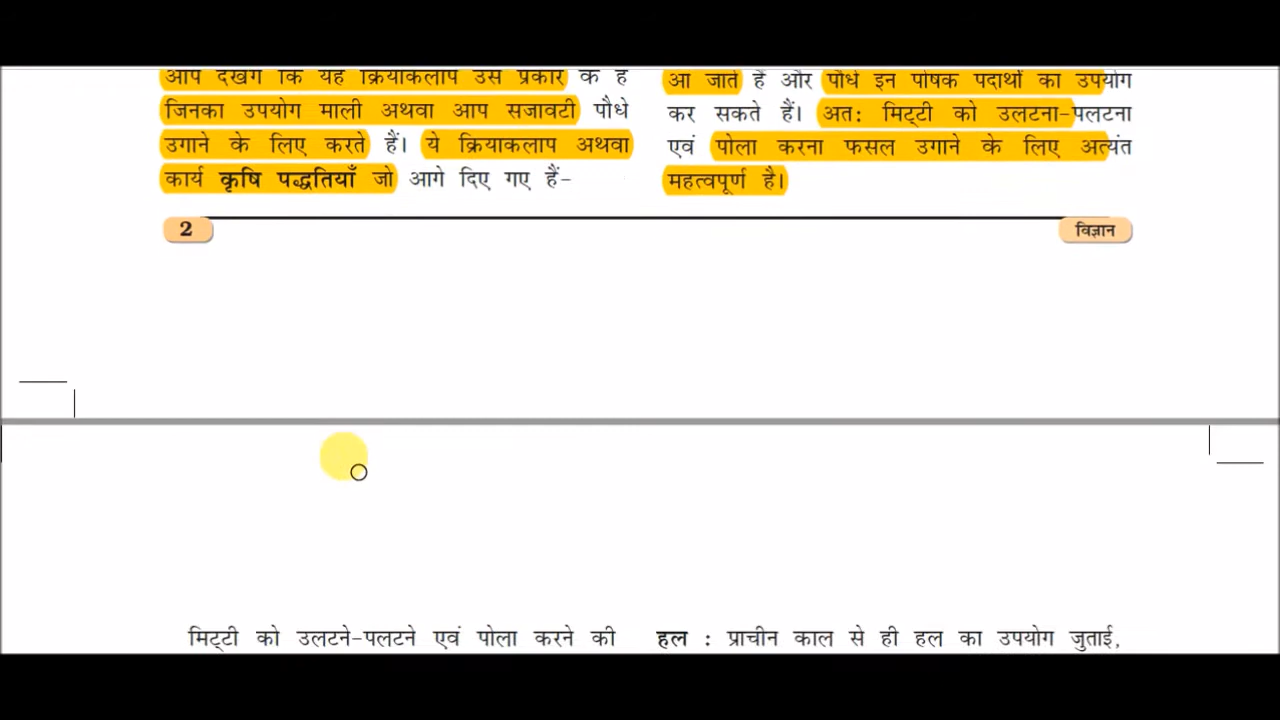 आप देखेंगे कि यह क्रियाकलाप उस प्रकार के हैं
जिनका उपयोग माली अथवा आप सजावटी पौधे
उगाने के लिए करते हैं। ये क्रियाकलाप अथवा
कार्य कृषि पद्धतियाँ जो आगे दिए गए हैं-
आ जाते हैं और पौधे इन पोषक पदार्थों का उपयोग
कर सकते हैं। अत: मिट्टी को उलटना-पलटना
एवं पोला करना फसल उगाने के लिए अत्यंत
महत्वपूर्ण है।
2
विज्ञान
मिट्टी को उलटने-पलटने एवं पोला करने की
हल : प्राचीन काल से ही हल का उपयोग जुताई,